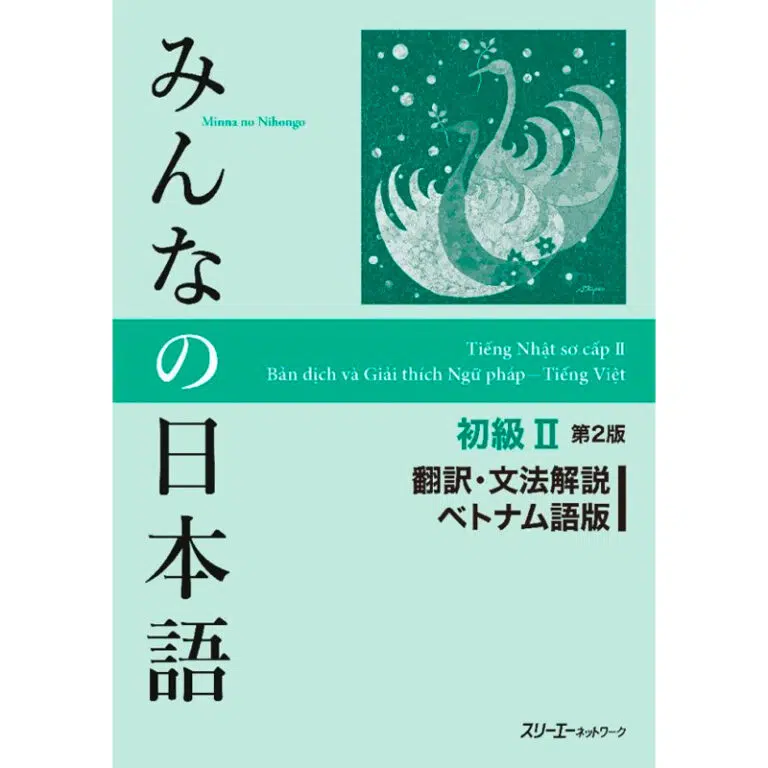 みんなの日本語
Minna no Nihongo
Tiếng Nhật sơ cấp II
Bản dịch và Giải thích Ngữ pháp—Tiếng Việt
初級 II 第2版
翻訳・文法解説
ベトナム語版
スリーエーネットワーク